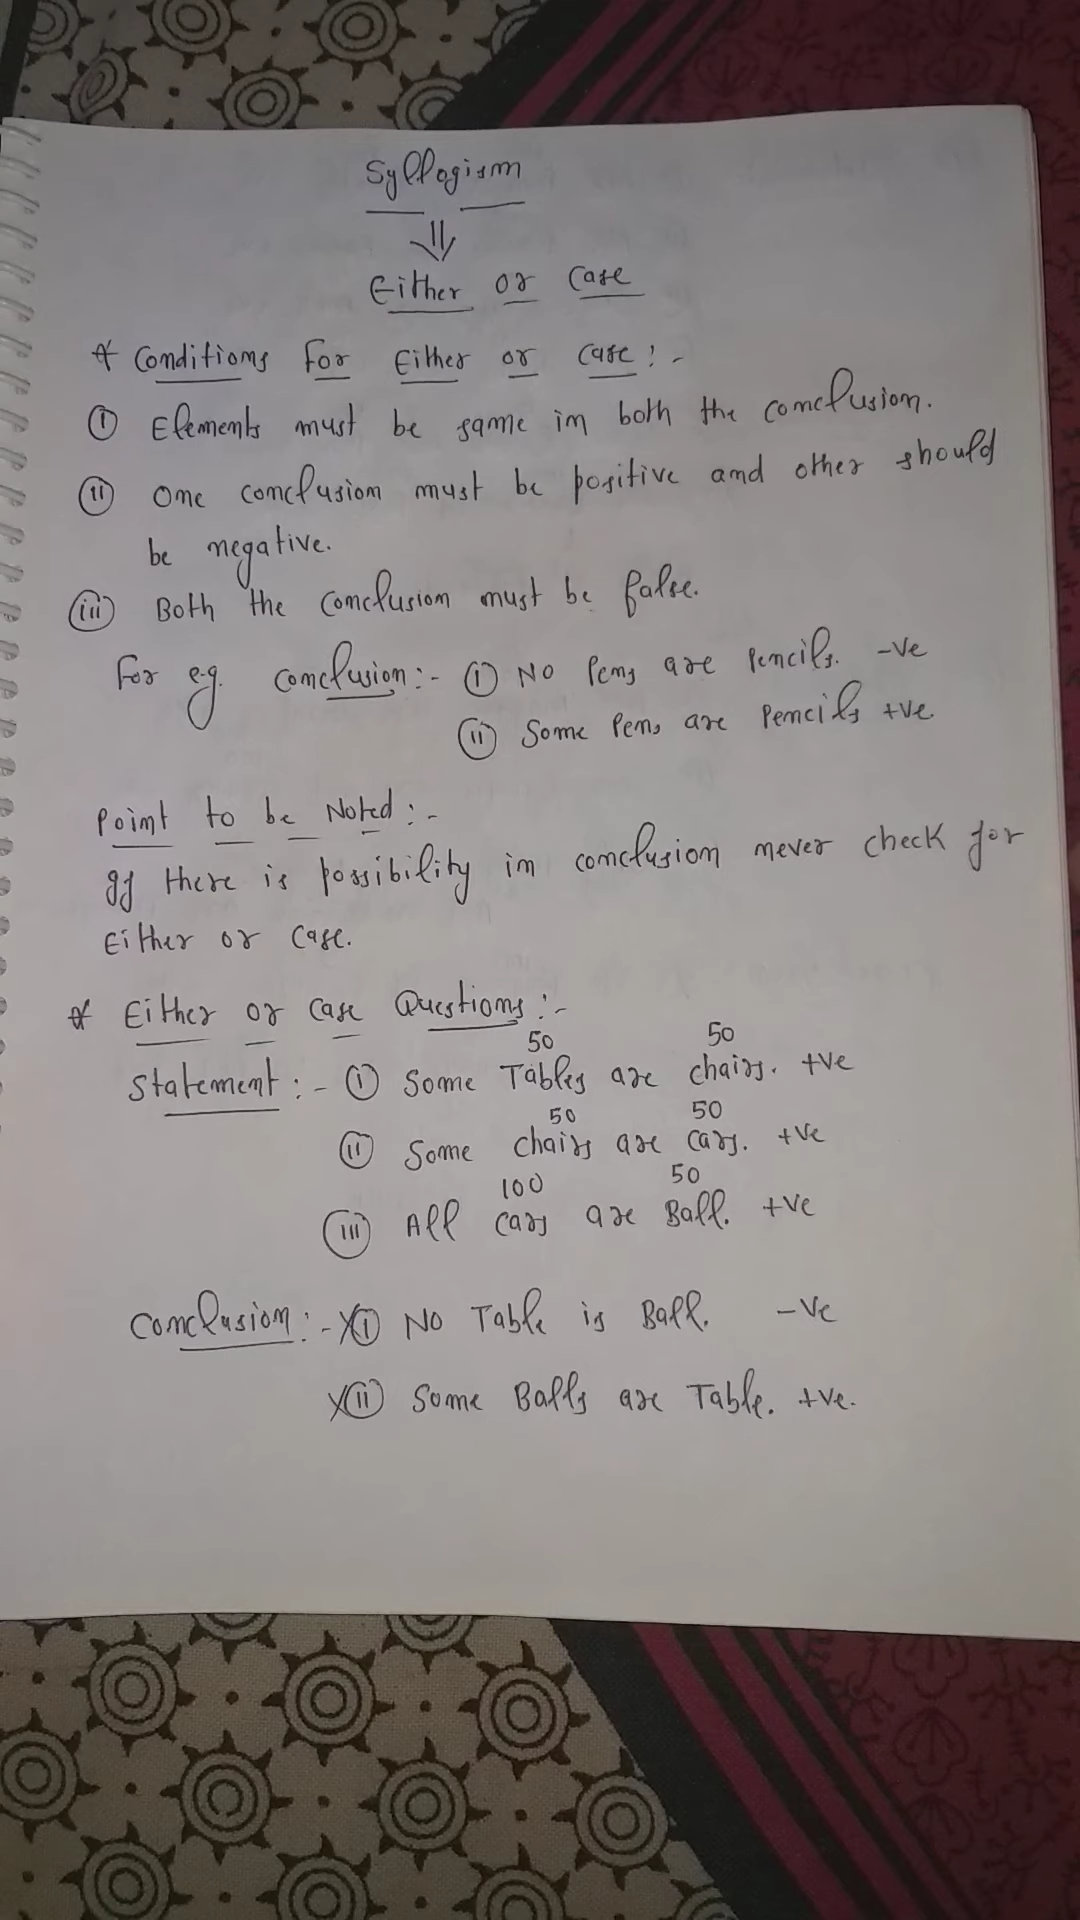 Syllogism
⇓
Either or Case
* Conditions For Either or Case :-
(i) Elements must be same in both the conclusion.
(ii) One conclusion must be positive and other should
be negative.
(iii) Both the conclusion must be false.
For e.g. Conclusion :- (i) No Pens are Pencils. -ve
(ii) Some Pens are Pencils +ve.
Point to be Noted :-
If there is possibility in conclusion never check for
Either or Case.
* Either or Case Questions :-
50 50
Statement :- (i) Some Tables are chairs. +ve
50 50
(ii) Some chairs are cars. +ve
100 50
(iii) All cars are Ball. +ve
Conclusion :- X(i) No Table is Ball. -ve
X(ii) Some Balls are Table. +ve.